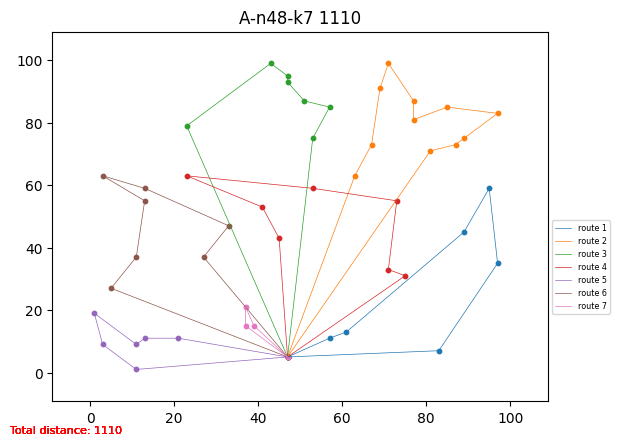 A-n48-k7 1110
100
80
60
40
20
0
0 20 40 60 80 100
route 1
route 2
route 3
route 4
route 5
route 6
route 7
Total distance: 1110